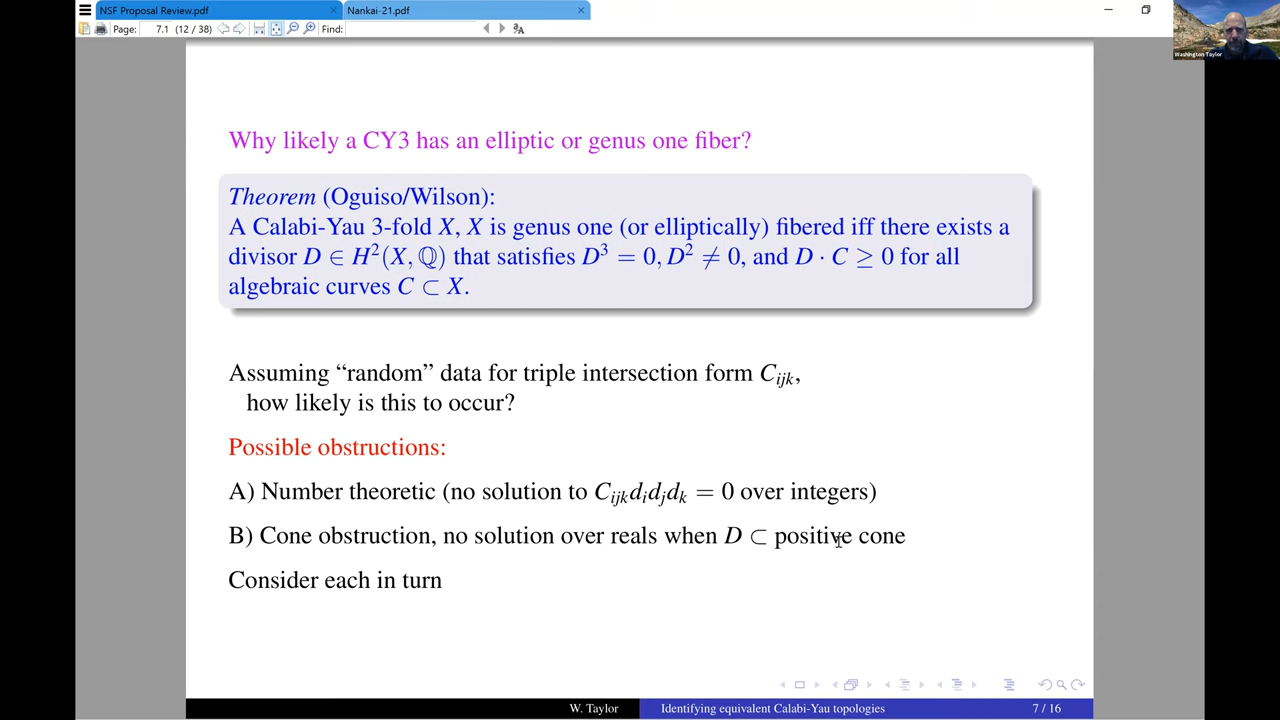 NSF Proposal Review.pdf
Nankai-21.pdf
Page: 7.1 (12 / 38) Find:
Washington Taylor
Why likely a CY3 has an elliptic or genus one fiber?
Theorem (Oguiso/Wilson):
A Calabi-Yau 3-fold X, X is genus one (or elliptically) fibered iff there exists a
divisor D ∈ H²(X, ℚ) that satisfies D³ = 0, D² ≠ 0, and D · C ≥ 0 for all
algebraic curves C ⊂ X.
Assuming “random” data for triple intersection form Cᵢⱼₖ,
how likely is this to occur?
Possible obstructions:
A) Number theoretic (no solution to Cᵢⱼₖdᵢdⱼdₖ = 0 over integers)
B) Cone obstruction, no solution over reals when D ⊂ positive cone
Consider each in turn
W. Taylor
Identifying equivalent Calabi-Yau topologies
7 / 16